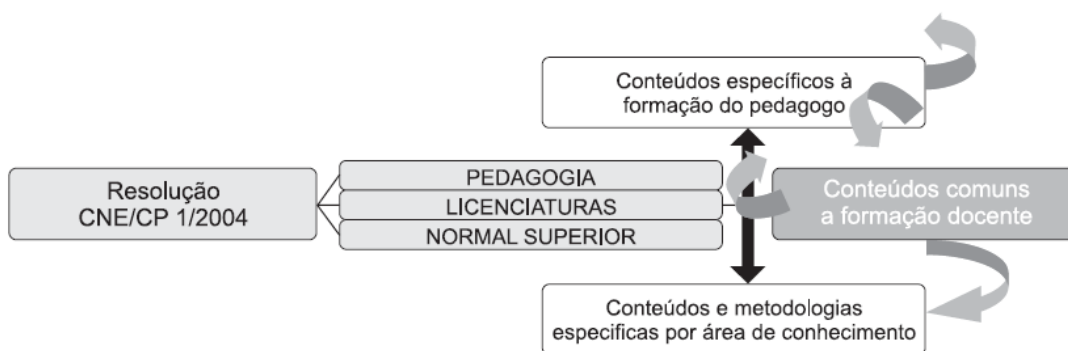 Conteúdos específicos à
formação do pedagogo
Resolução
CNE/CP 1/2004
PEDAGOGIA
LICENCIATURAS
NORMAL SUPERIOR
Conteúdos comuns
a formação docente
Conteúdos e metodologias
especificas por área de conhecimento